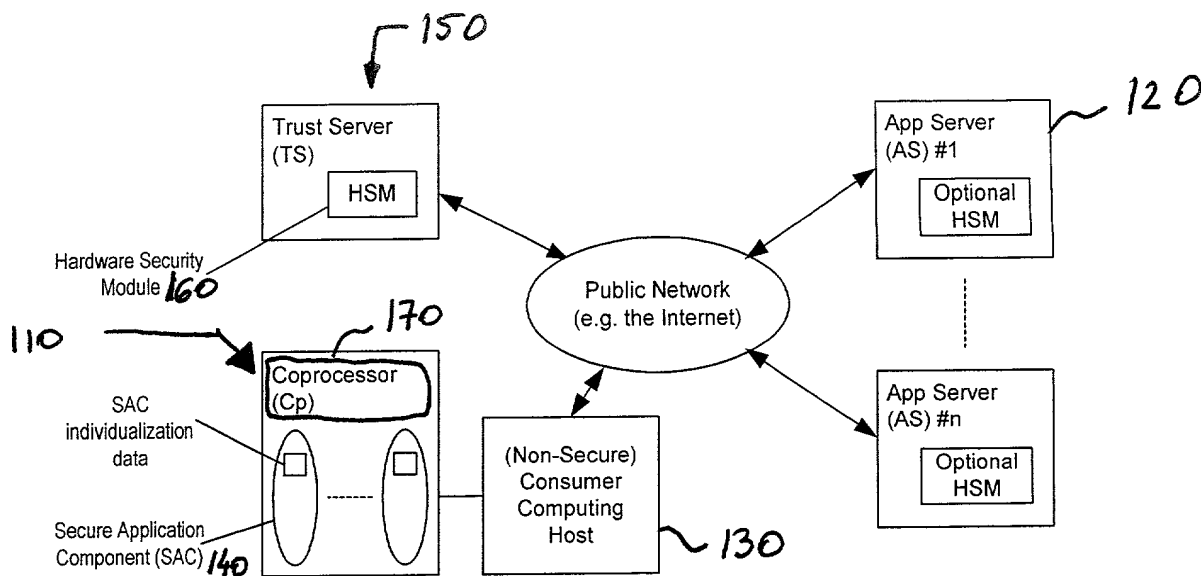 150
Trust Server
(TS)
HSM
Hardware Security
Module 160
120
App Server
(AS) #1
Optional
HSM
Public Network
(e.g. the Internet)
110
170
Coprocessor
(Cp)
SAC
individualization
data
Secure Application
Component (SAC) 140
(Non-Secure)
Consumer
Computing
Host
130
App Server
(AS) #n
Optional
HSM